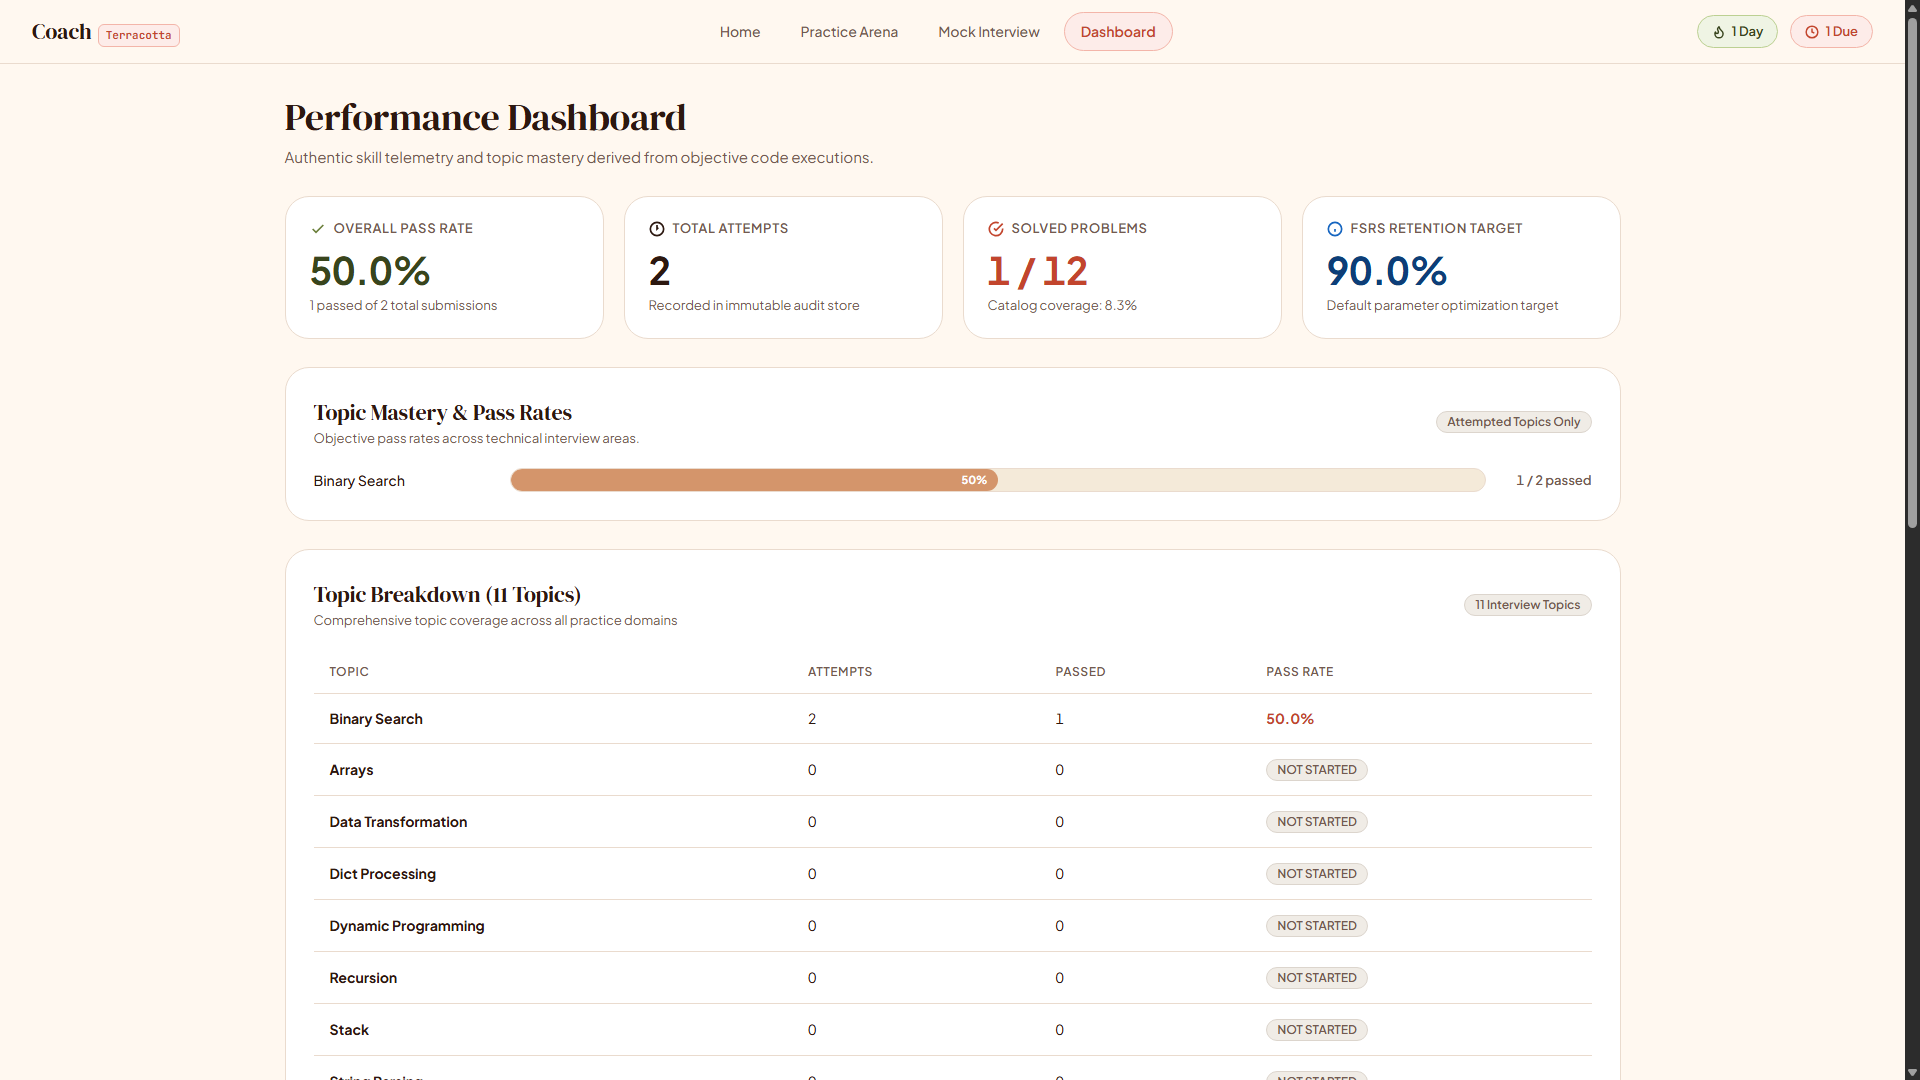 Coach Terracotta
Home Practice Arena Mock Interview Dashboard
1 Day 1 Due
Performance Dashboard
Authentic skill telemetry and topic mastery derived from objective code executions.
OVERALL PASS RATE
50.0%
1 passed of 2 total submissions
TOTAL ATTEMPTS
2
Recorded in immutable audit store
SOLVED PROBLEMS
1 / 12
Catalog coverage: 8.3%
FSRS RETENTION TARGET
90.0%
Default parameter optimization target
Topic Mastery & Pass Rates
Objective pass rates across technical interview areas.
Attempted Topics Only
Binary Search 50% 1 / 2 passed
Topic Breakdown (11 Topics)
Comprehensive topic coverage across all practice domains
11 Interview Topics
TOPIC ATTEMPTS PASSED PASS RATE
Binary Search 2 1 50.0%
Arrays 0 0 NOT STARTED
Data Transformation 0 0 NOT STARTED
Dict Processing 0 0 NOT STARTED
Dynamic Programming 0 0 NOT STARTED
Recursion 0 0 NOT STARTED
Stack 0 0 NOT STARTED